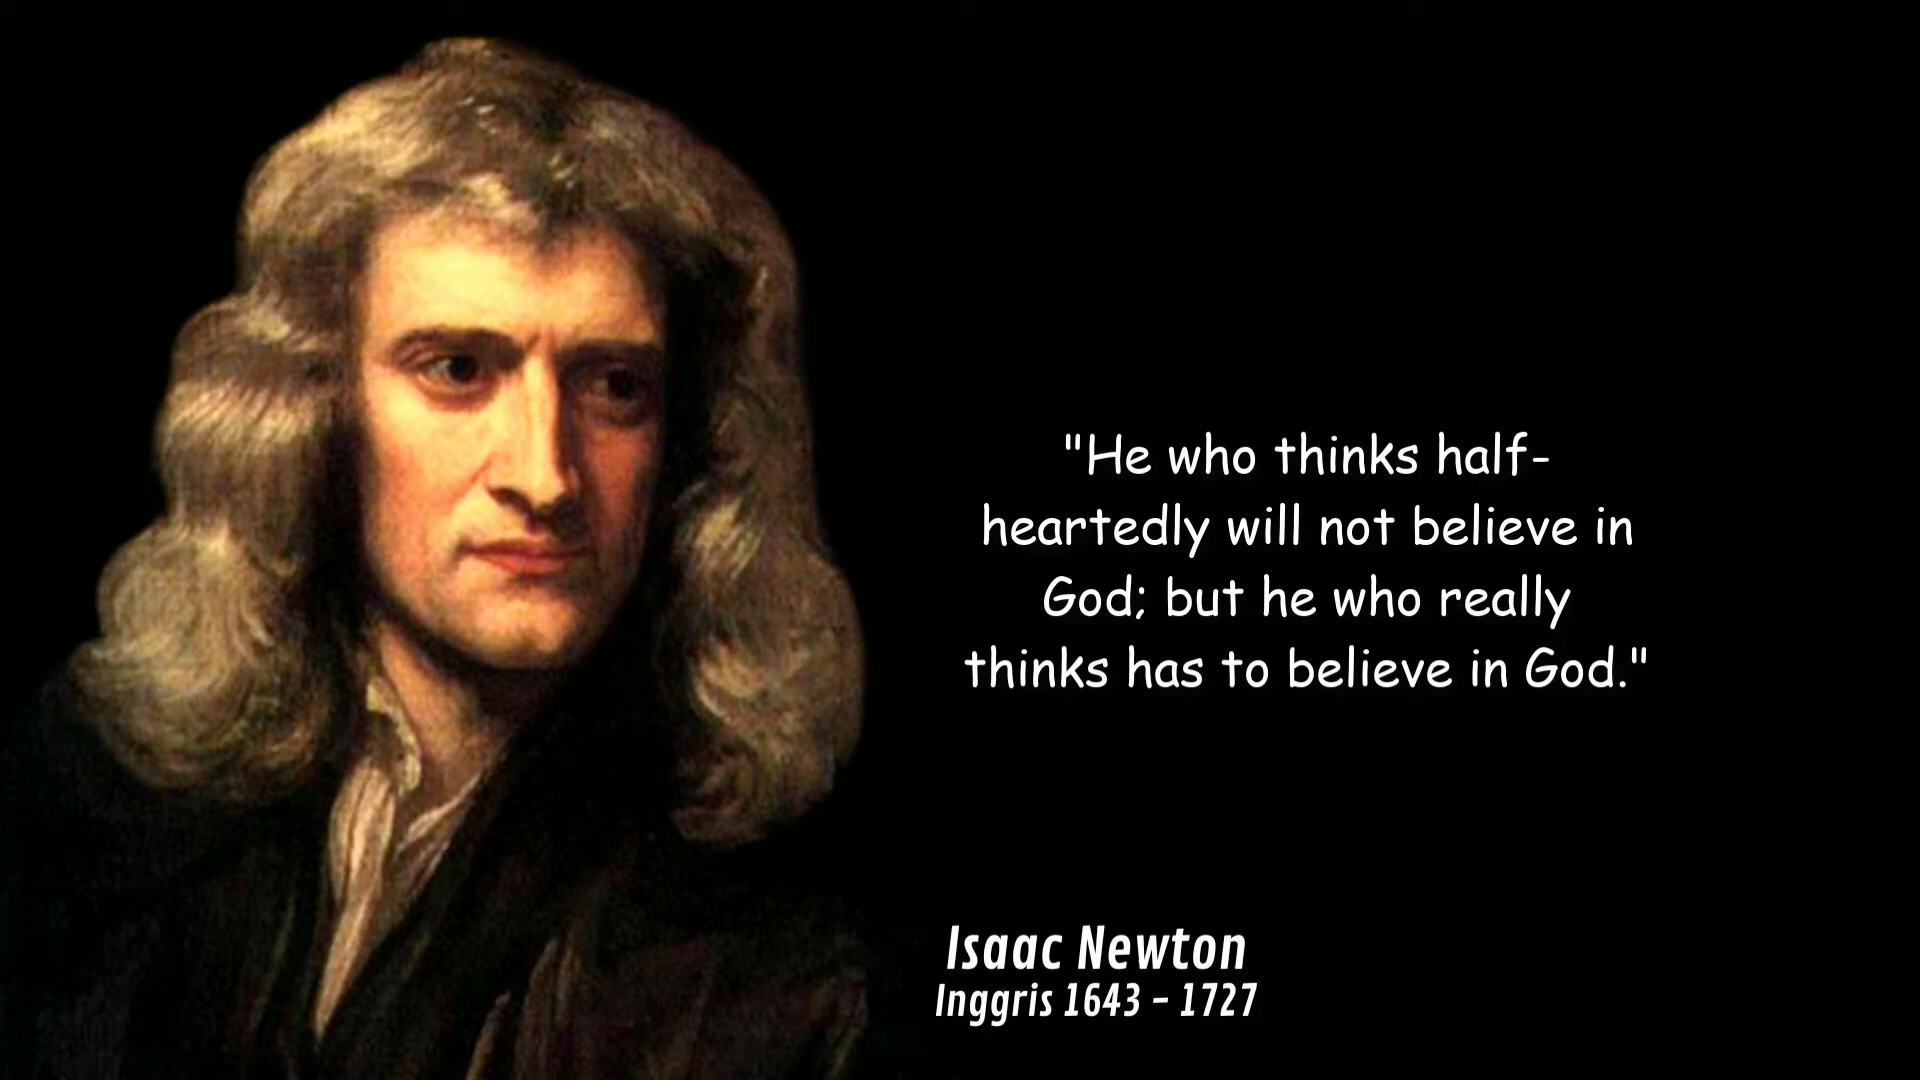 "He who thinks half-
heartedly will not believe in
God; but he who really
thinks has to believe in God."
Isaac Newton
Inggris 1643 - 1727